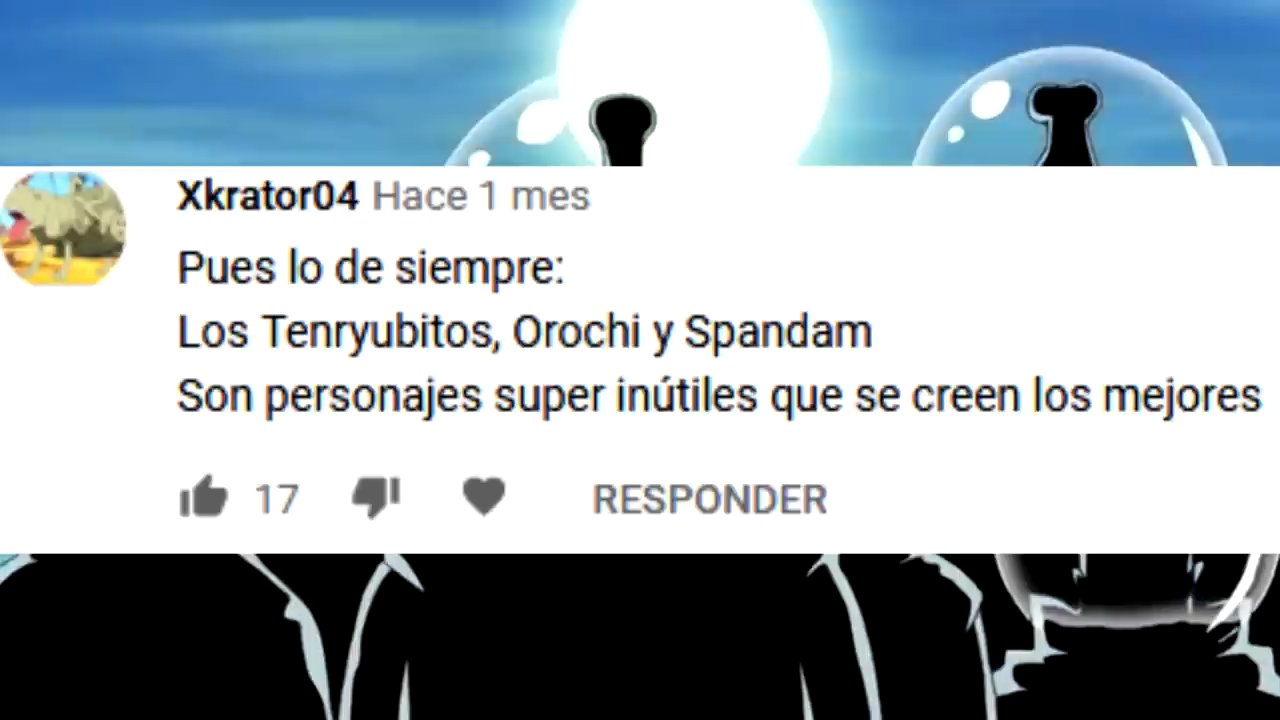 Xkrator04 Hace 1 mes
Pues lo de siempre:
Los Tenryubitos, Orochi y Spandam
Son personajes super inútiles que se creen los mejores
17 RESPONDER